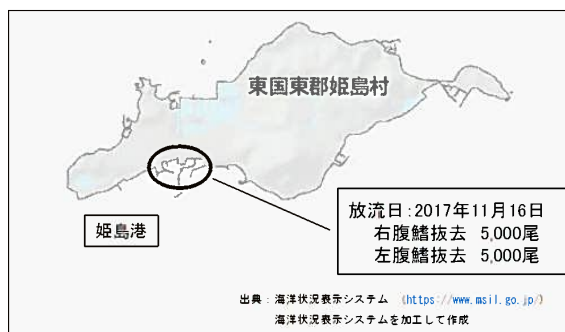 東国東郡姫島村
姫島港
放流日：2017年11月16日
右腹鰭抜去 5,000尾
左腹鰭抜去 5,000尾
出典：海洋状況表示システム （https://www.msil.go.jp/）
海洋状況表示システムを加工して作成